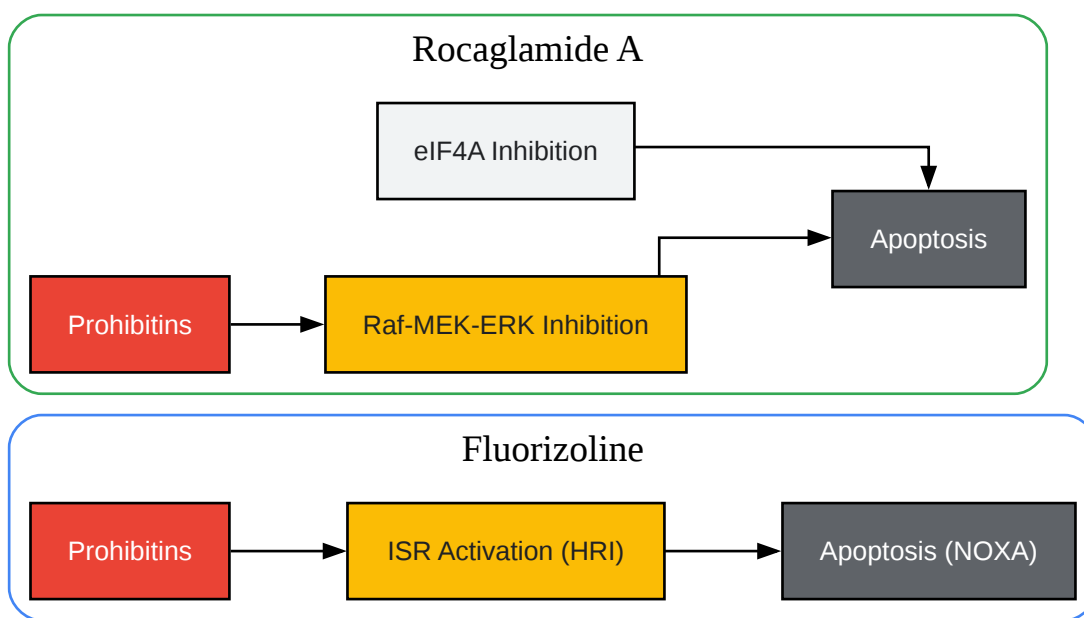 Rocaglamide A
eIF4A Inhibition
Apoptosis
Prohibitins
Raf-MEK-ERK Inhibition
Fluorizoline
Prohibitins
ISR Activation (HRI)
Apoptosis (NOXA)